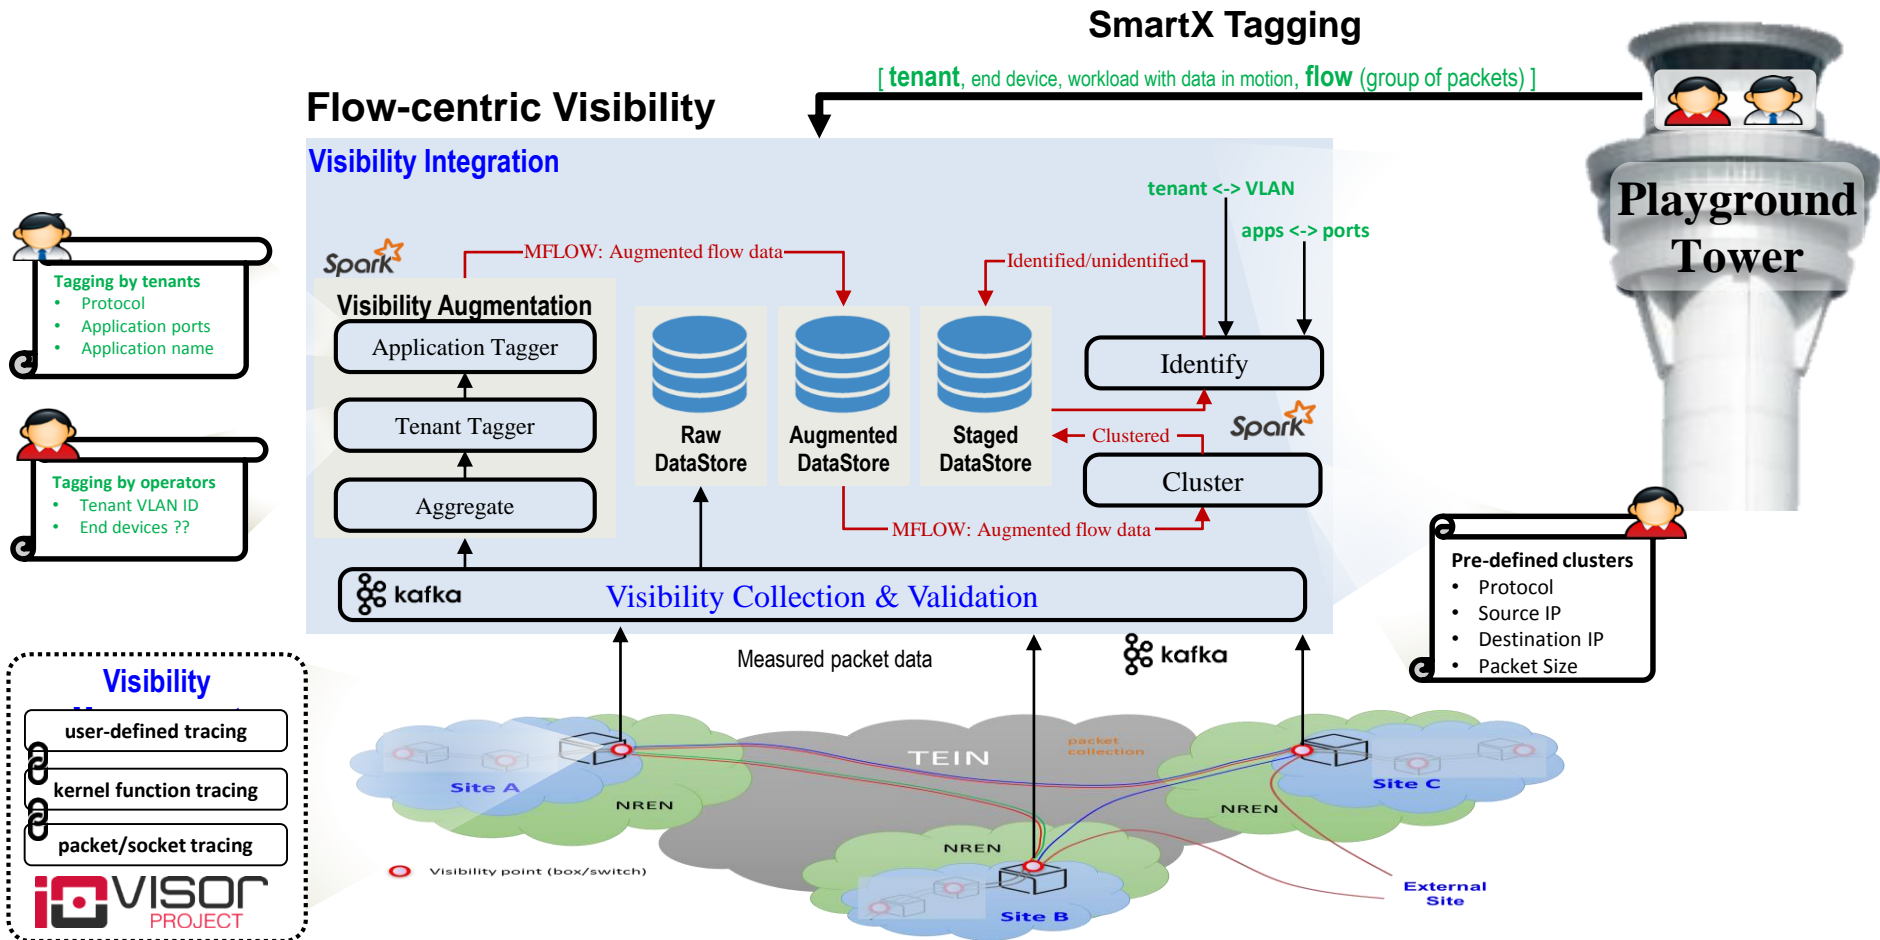 SmartX Tagging
[ tenant, end device, workload with data in motion, flow (group of packets) ]
Flow-centric Visibility
Visibility Integration
Playground
Tower
tenant <-> VLAN
apps <-> ports
Spark
MFLOW: Augmented flow data
Identified/unidentified
Tagging by tenants
• Protocol
• Application ports
• Application name
Visibility Augmentation
Application Tagger
Tenant Tagger
Aggregate
Raw
DataStore
Augmented
DataStore
Staged
DataStore
Identify
Spark
Clustered
Cluster
MFLOW: Augmented flow data
Tagging by operators
• Tenant VLAN ID
• End devices ??
kafka
Visibility Collection & Validation
Pre-defined clusters
• Protocol
• Source IP
• Destination IP
• Packet Size
Measured packet data
kafka
Visibility
user-defined tracing
kernel function tracing
packet/socket tracing
iovisor
PROJECT
TEIN
packet
collection
Site A
NREN
Site C
NREN
NREN
Site B
Visibility point (box/switch)
External
Site